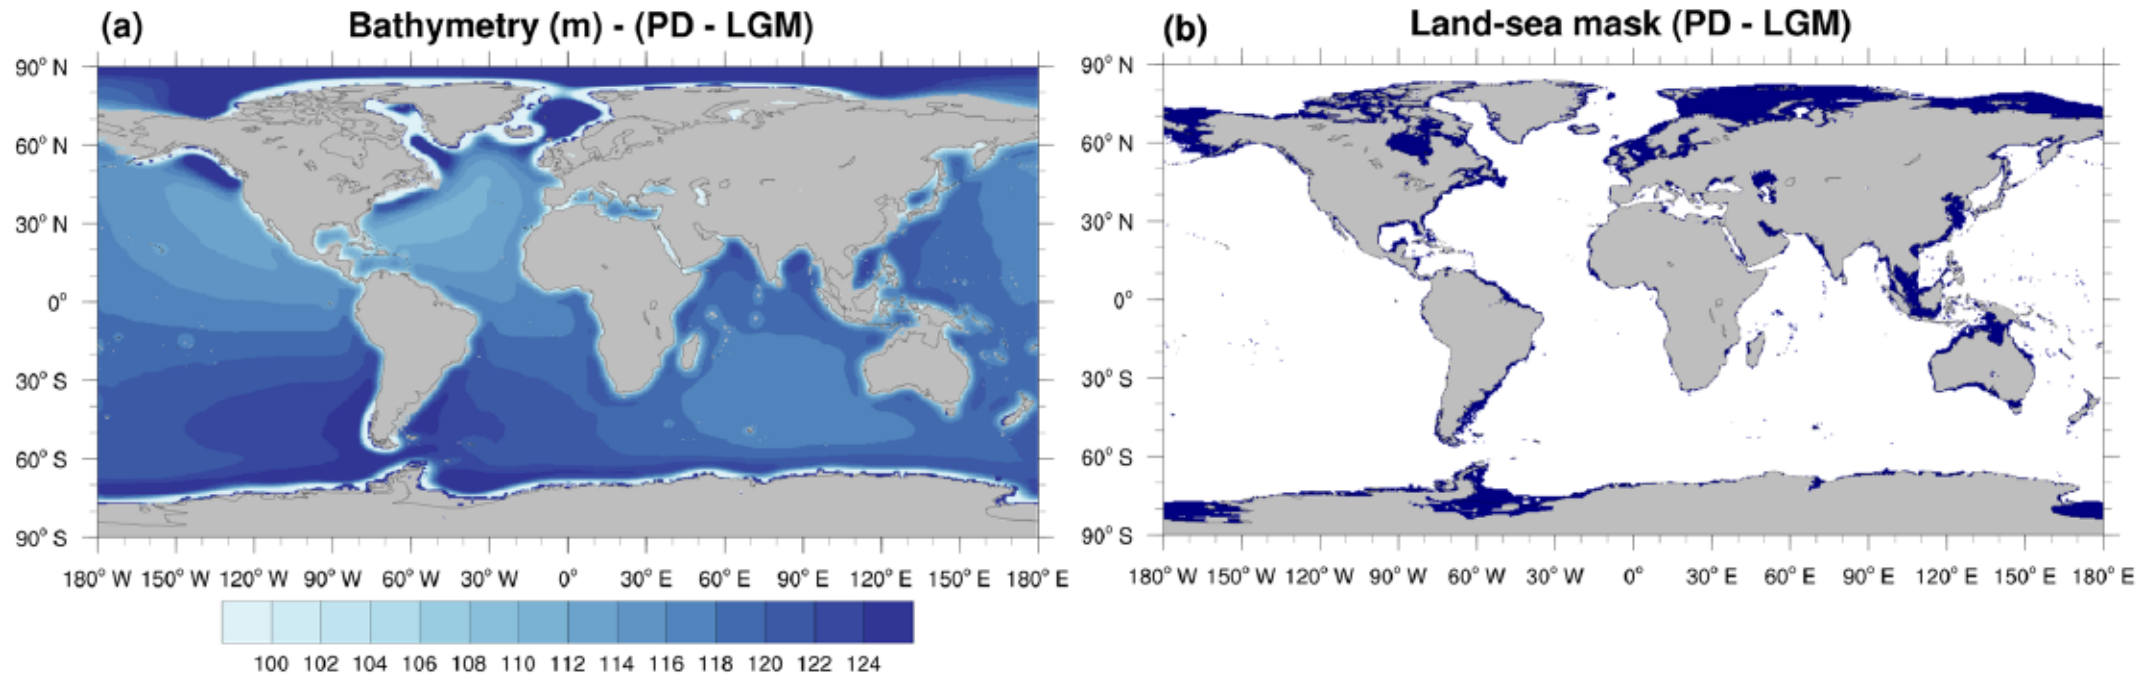 (a) Bathymetry (m) - (PD - LGM)
90° N
60° N
30° N
0°
30° S
60° S
90° S
180° W 150° W 120° W 90° W 60° W 30° W 0° 30° E 60° E 90° E 120° E 150° E 180° E
100 102 104 106 108 110 112 114 116 118 120 122 124
(b) Land-sea mask (PD - LGM)
90° N
60° N
30° N
0°
30° S
60° S
90° S
180° W 150° W 120° W 90° W 60° W 30° W 0° 30° E 60° E 90° E 120° E 150° E 180° E